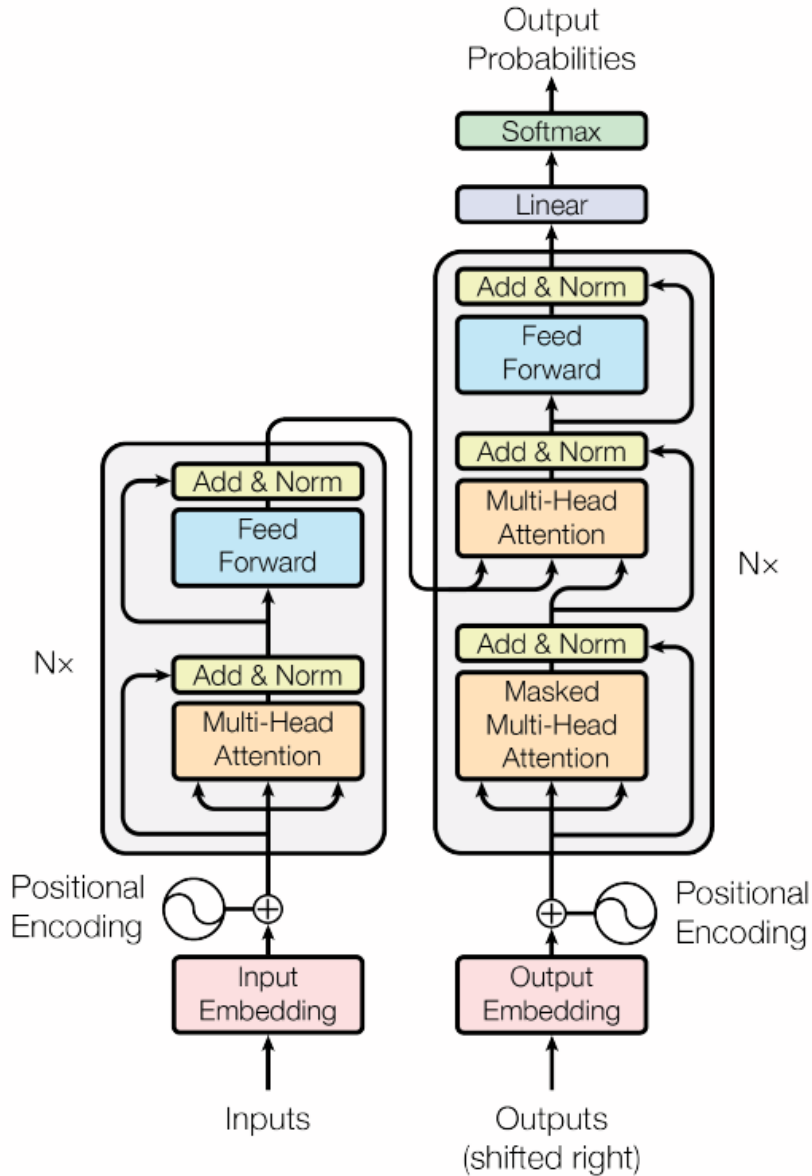 Output
Probabilities
Softmax
Linear
Add & Norm
Feed
Forward
Add & Norm
Multi-Head
Attention
Add & Norm
Masked
Multi-Head
Attention
Nx
Add & Norm
Feed
Forward
Add & Norm
Multi-Head
Attention
Nx
Positional
Encoding
Positional
Encoding
Input
Embedding
Output
Embedding
Inputs
Outputs
(shifted right)